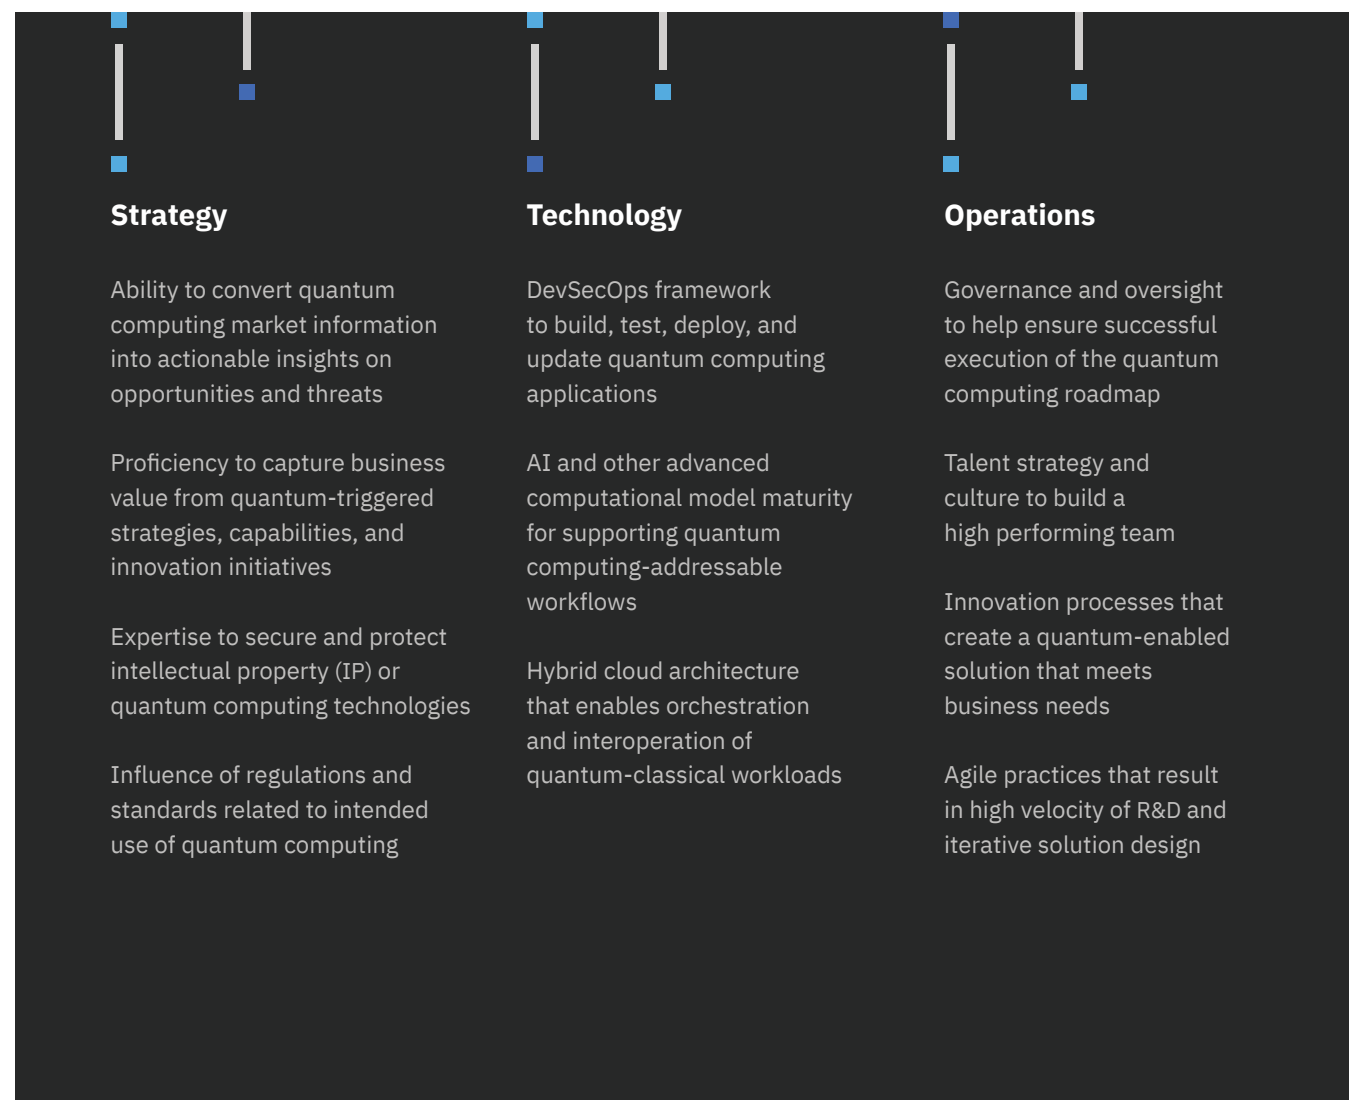 Strategy
Ability to convert quantum
computing market information
into actionable insights on
opportunities and threats
Proficiency to capture business
value from quantum-triggered
strategies, capabilities, and
innovation initiatives
Expertise to secure and protect
intellectual property (IP) or
quantum computing technologies
Influence of regulations and
standards related to intended
use of quantum computing
Technology
DevSecOps framework
to build, test, deploy, and
update quantum computing
applications
AI and other advanced
computational model maturity
for supporting quantum
computing-addressable
workflows
Hybrid cloud architecture
that enables orchestration
and interoperation of
quantum-classical workloads
Operations
Governance and oversight
to help ensure successful
execution of the quantum
computing roadmap
Talent strategy and
culture to build a
high performing team
Innovation processes that
create a quantum-enabled
solution that meets
business needs
Agile practices that result
in high velocity of R&D and
iterative solution design